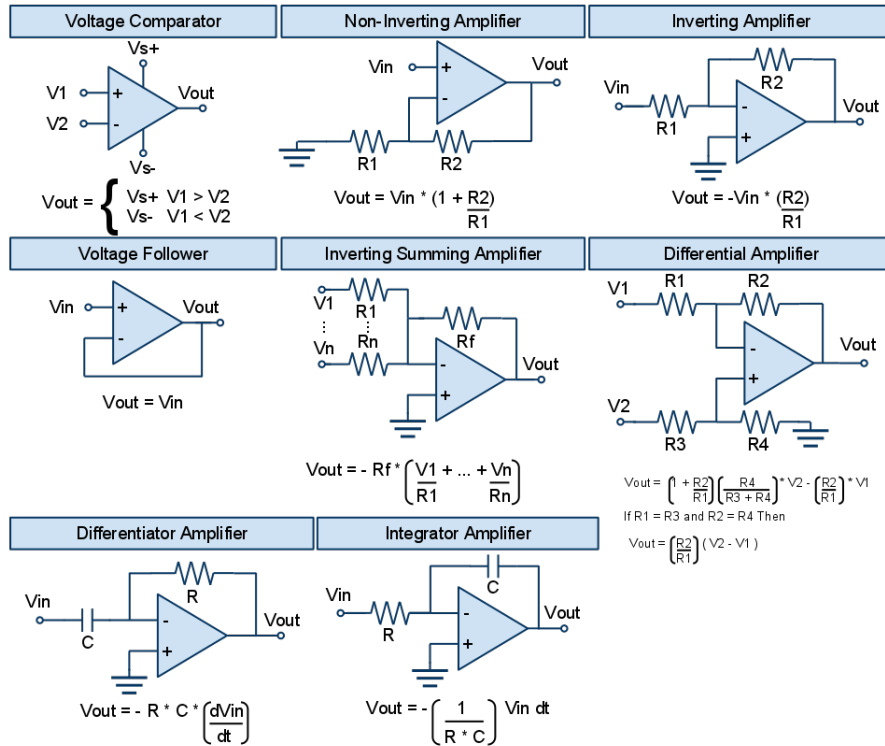 Voltage Comparator
Vs+
V1
+
Vout
V2
-
Vs-
Vout = { Vs+ V1 > V2
Vs- V1 < V2
Non-Inverting Amplifier
Vin
+
Vout
-
R1
R2
Vout = Vin * (1 + R2)
R1
Inverting Amplifier
Vin
R2
R1
-
Vout
+
Vout = -Vin * (R2)
R1
Voltage Follower
Vin
+
Vout
-
Vout = Vin
Inverting Summing Amplifier
V1
R1
... ...
Rf
Vn
Rn
Vout
-
+
Vout = - Rf * (V1 + ... + Vn)
R1 Rn
Differential Amplifier
R1
R2
V1
-
Vout
+
V2
R3
R4
Vout = (1 + R2) (R4) * V2 - (R2) * V1
R1 R3 + R4 R1
If R1 = R3 and R2 = R4 Then
Vout = (R2) ( V2 - V1 )
R1
Differentiator Amplifier
R
Vin
C
-
Vout
+
Vout = - R * C * (dVin)
dt
Integrator Amplifier
C
Vin
R
-
Vout
+
Vout = - (1) Vin dt
R * C